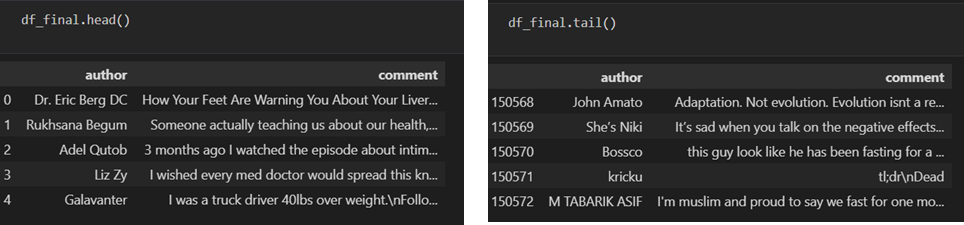 df_final.head()
author comment
0 Dr. Eric Berg DC How Your Feet Are Warning You About Your Liver...
1 Rukhsana Begum Someone actually teaching us about our health,...
2 Adel Qutob 3 months ago I watched the episode about intim...
3 Liz Zy I wished every med doctor would spread this kn...
4 Galavanter I was a truck driver 40lbs over weight.\nFollo...
df_final.tail()
author comment
150568 John Amato Adaptation. Not evolution. Evolution isnt a re...
150569 She’s Niki It’s sad when you talk on the negative effects...
150570 Bossco this guy look like he has been fasting for a ...
150571 kricku tl;dr\nDead
150572 M TABARIK ASIF I'm muslim and proud to say we fast for one mo...